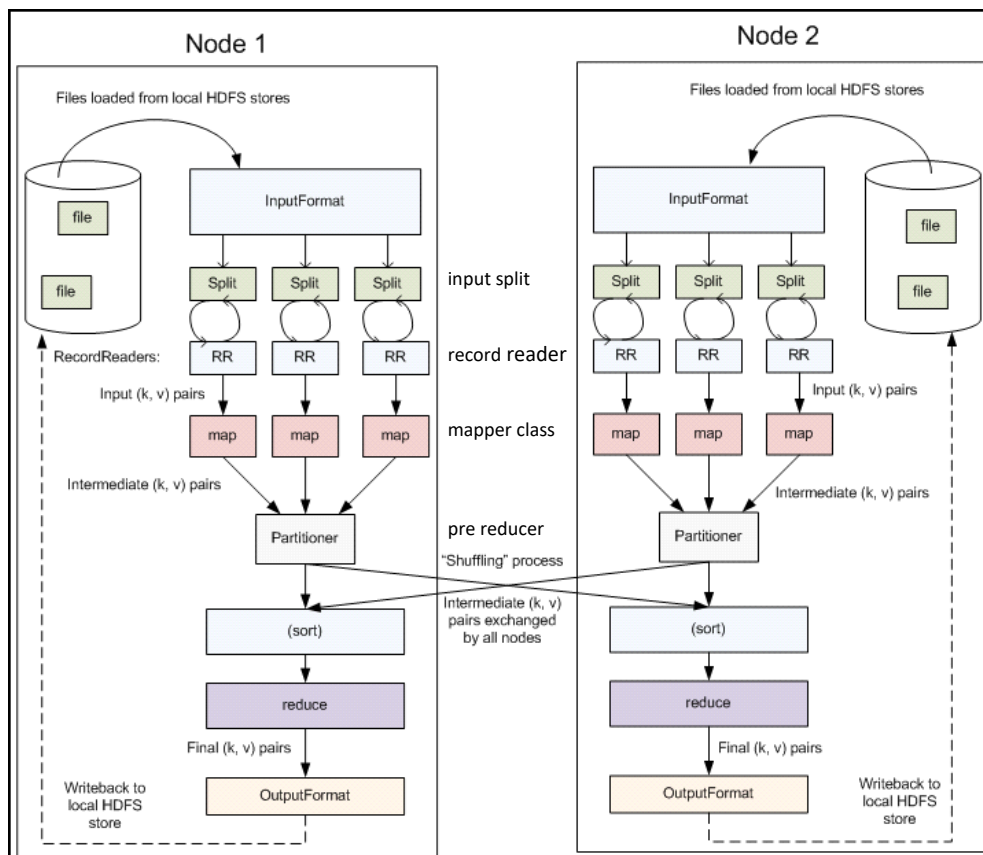 Node 1
Node 2
Files loaded from local HDFS stores
Files loaded from local HDFS stores
InputFormat
InputFormat
file
file
file
file
Split
Split
Split
input split
Split
Split
Split
RecordReaders:
RR
RR
RR
record reader
RR
RR
RR
Input (k, v) pairs
Input (k, v) pairs
map
map
map
mapper class
map
map
map
Intermediate (k, v) pairs
Intermediate (k, v) pairs
Partitioner
pre reducer
Partitioner
"Shuffling" process
Intermediate (k, v)
pairs exchanged
by all nodes
(sort)
(sort)
reduce
reduce
Final (k, v) pairs
Final (k, v) pairs
OutputFormat
OutputFormat
Writeback to
local HDFS
store
Writeback to
local HDFS
store